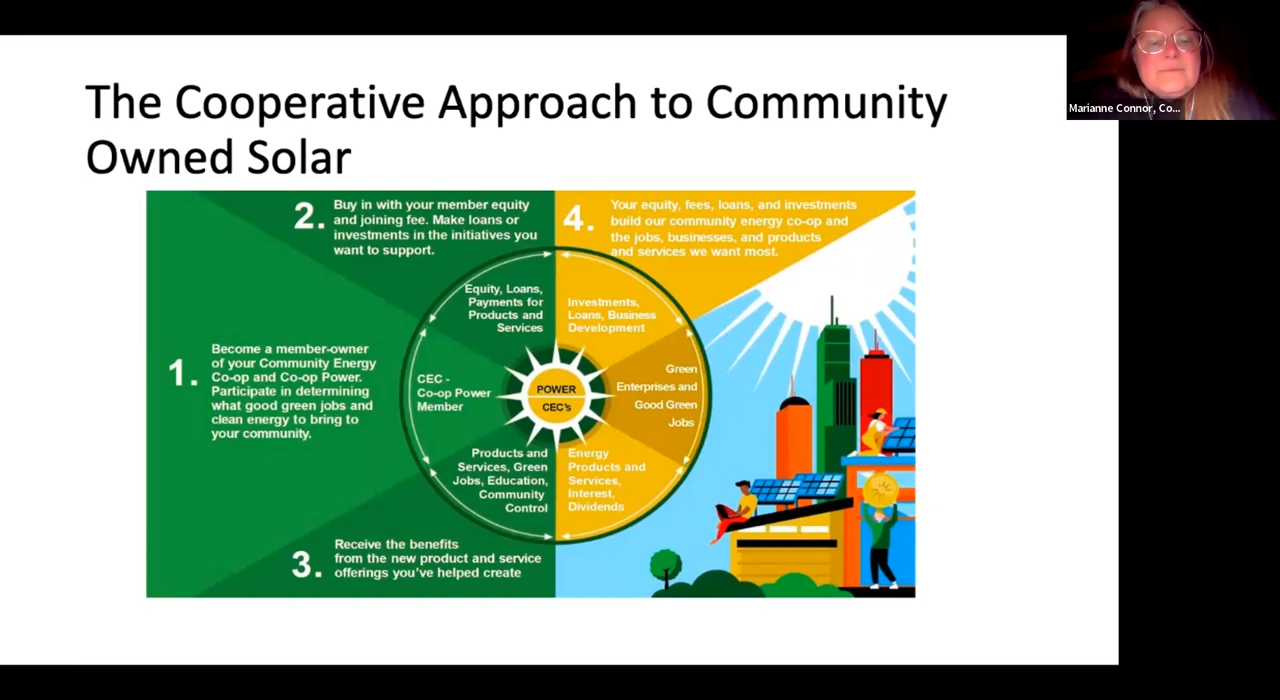 The Cooperative Approach to Community
Owned Solar
Marianne Connor, Co...
2.
Buy in with your member equity
and joining fee. Make loans or
investments in the initiatives you
want to support.
4.
Your equity, fees, loans, and investments
build our community energy co-op and
the jobs, businesses, and products
and services we want most.
1.
Become a member-owner
of your Community Energy
Co-op and Co-op Power.
Participate in determining
what good green jobs and
clean energy to bring to
your community.
Equity, Loans,
Payments for
Products and
Services
Investments,
Loans, Business
Development
CEC -
Co-op Power
Member
POWER
CEC's
Green
Enterprises and
Good Green
Jobs
Products and
Services, Green
Jobs, Education,
Community
Control
Energy
Products and
Services,
Interest,
Dividends
3.
Receive the benefits
from the new product and service
offerings you've helped create